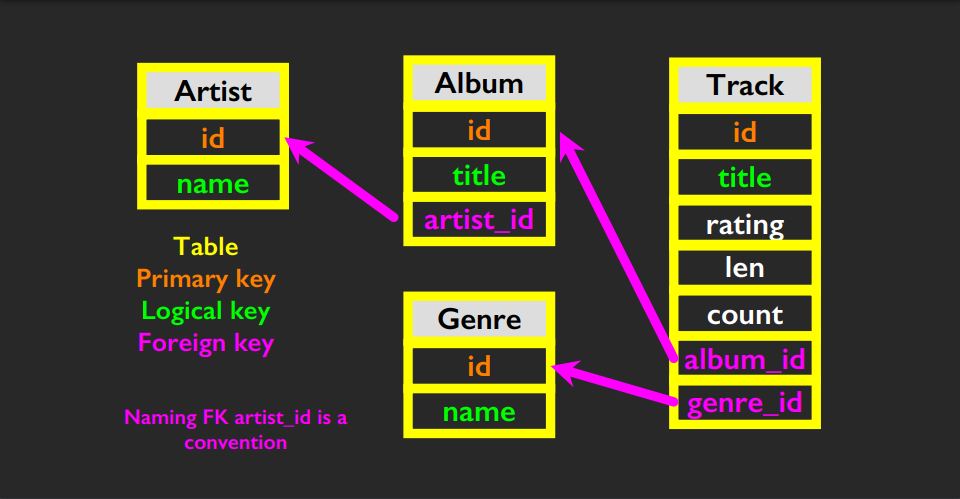 Artist
id
name
Album
id
title
artist_id
Track
id
title
rating
len
count
album_id
genre_id
Genre
id
name
Table
Primary key
Logical key
Foreign key
Naming FK artist_id is a
convention